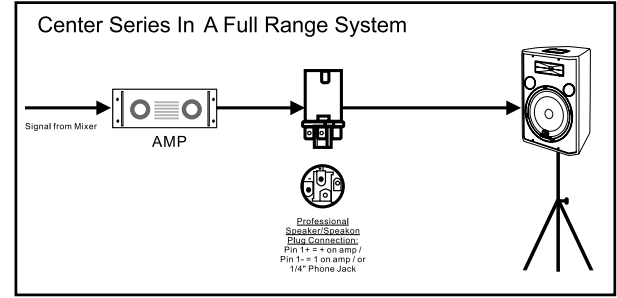 Center Series In A Full Range System
Signal from Mixer
AMP
Professional
Speaker/Speakon
Plug Connection:
Pin 1+ = + on amp /
Pin 1- = 1 on amp / or
1/4" Phone Jack